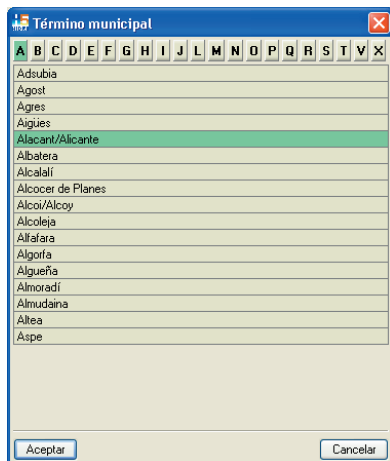 Término municipal
A B C D E F G H I J L M N O P Q R S T V X
Adsubia
Agost
Agres
Aigües
Alacant/Alicante
Albatera
Alcalalí
Alcocer de Planes
Alcoi/Alcoy
Alcoleja
Alfafara
Algorfa
Algueña
Almoradí
Almudaina
Altea
Aspe
Aceptar Cancelar